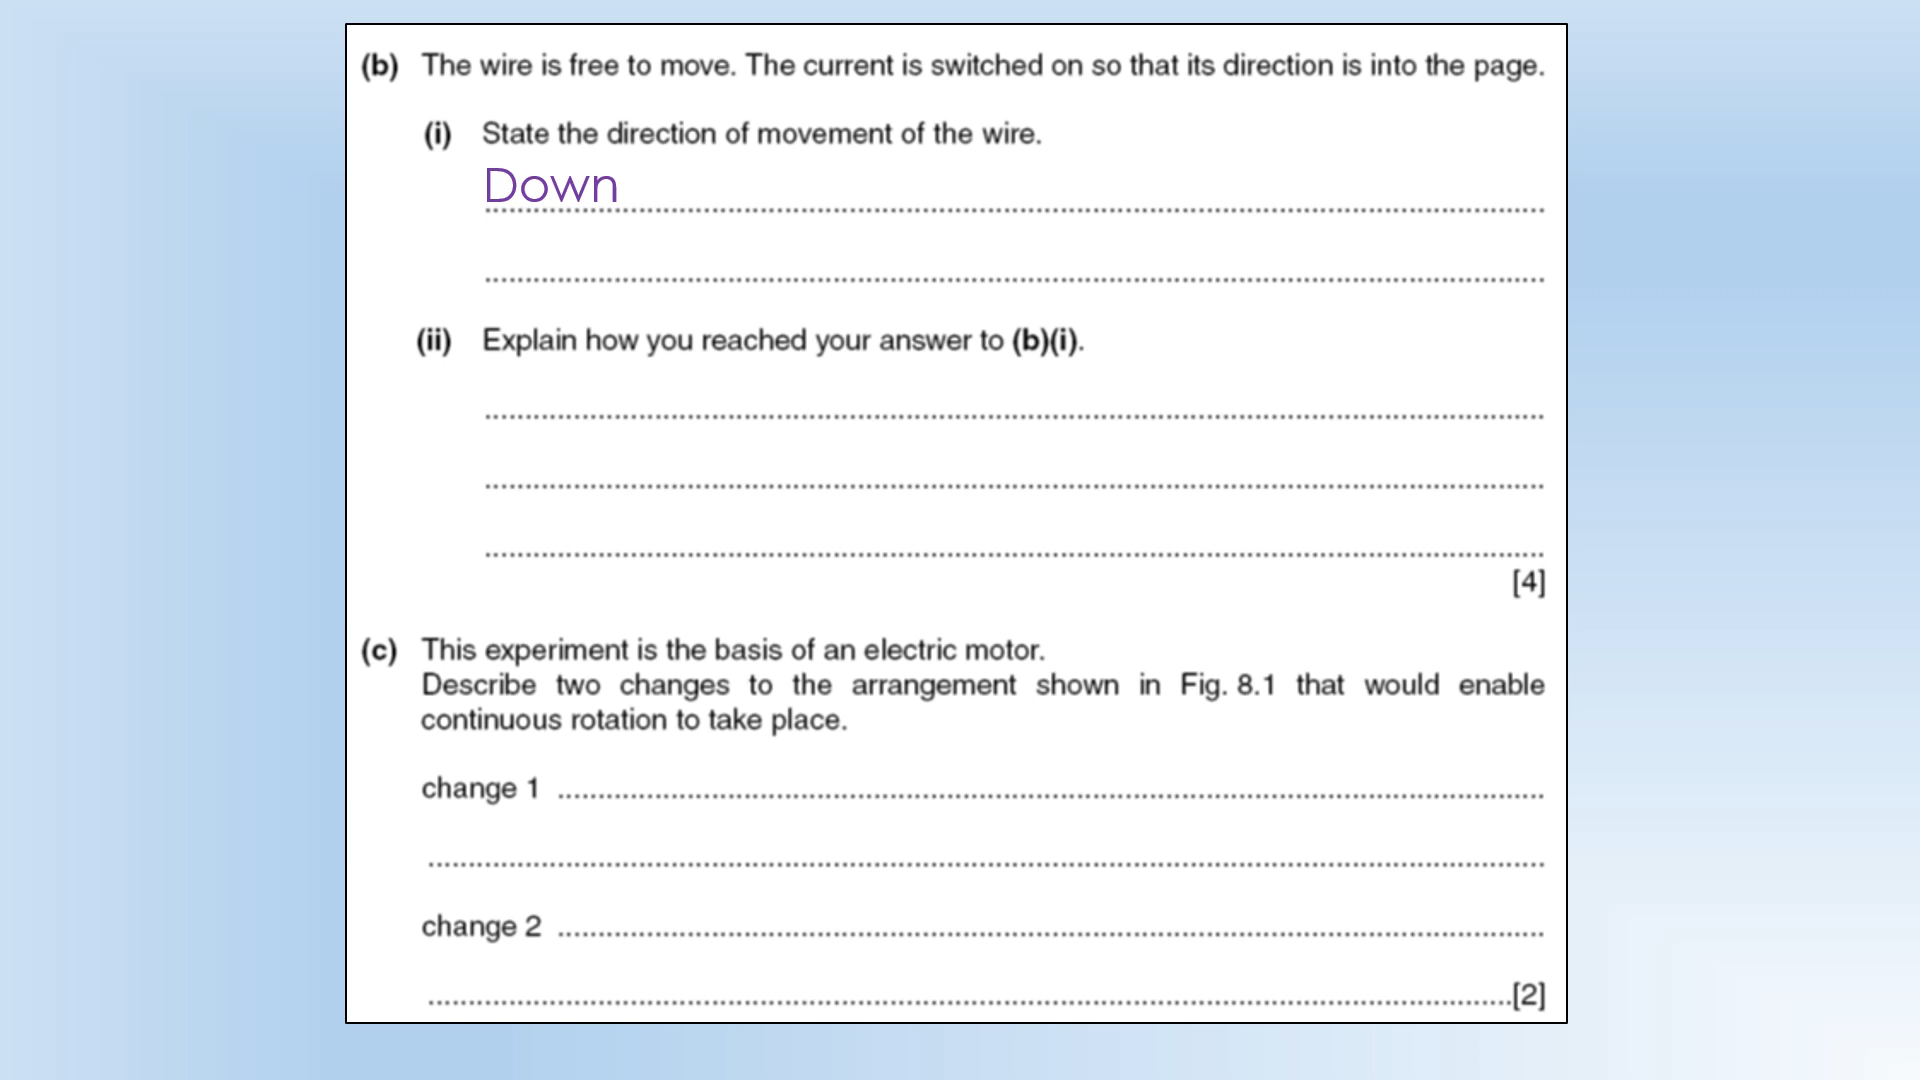 (b) The wire is free to move. The current is switched on so that its direction is into the page.
(i) State the direction of movement of the wire.
Down
(ii) Explain how you reached your answer to (b)(i).
[4]
(c) This experiment is the basis of an electric motor.
Describe two changes to the arrangement shown in Fig. 8.1 that would enable
continuous rotation to take place.
change 1
change 2
[2]